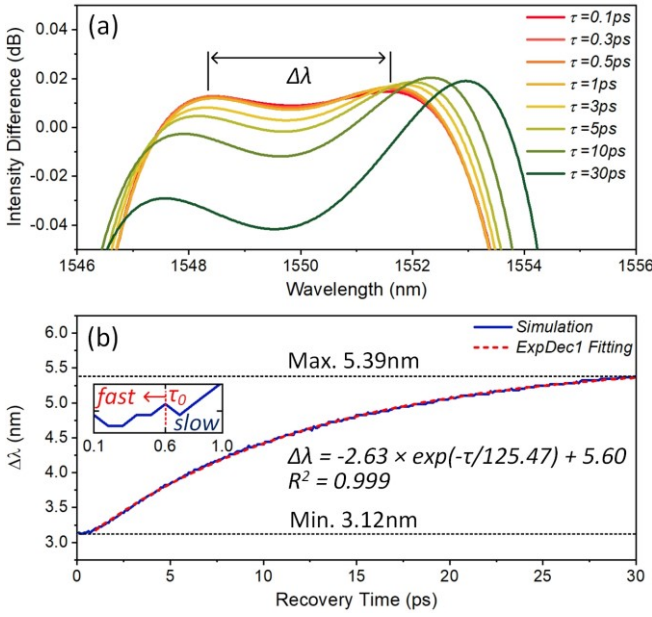 (a)
Δλ
τ =0.1ps
τ =0.3ps
τ =0.5ps
τ =1ps
τ =3ps
τ =5ps
τ =10ps
τ =30ps
Intensity Difference (dB)
0.04
0.02
0.00
-0.02
-0.04
1546 1548 1550 1552 1554 1556
Wavelength (nm)
(b)
Simulation
ExpDec1 Fitting
Max. 5.39nm
fast τ0
slow
0.1 0.6 1.0
Δλ = -2.63 × exp(-τ/125.47) + 5.60
R2 = 0.999
Min. 3.12nm
Δλ (nm)
6.0
5.5
5.0
4.5
4.0
3.5
3.0
0 5 10 15 20 25 30
Recovery Time (ps)